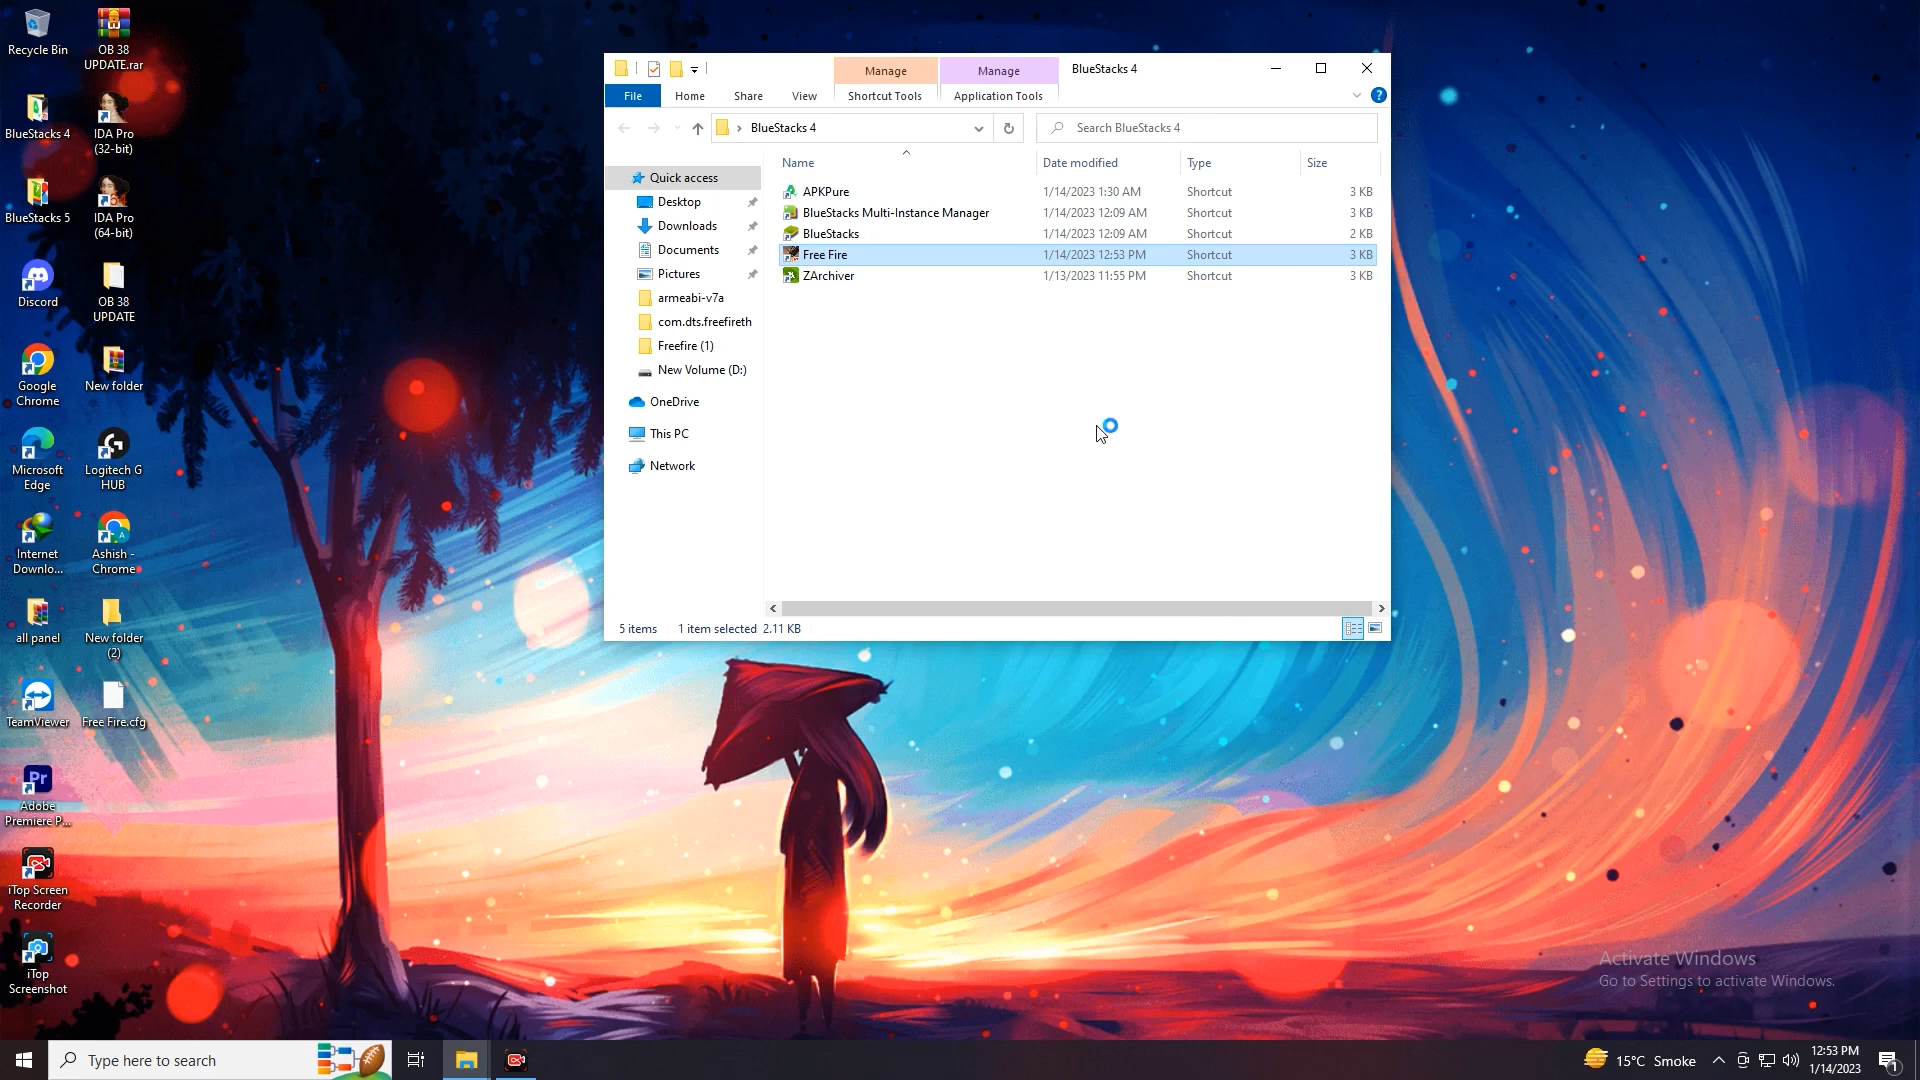 Recycle Bin
OB 38
UPDATE.rar
BlueStacks 4
IDA Pro
(32-bit)
BlueStacks 5
IDA Pro
(64-bit)
Discord
OB 38
UPDATE
Google
Chrome
New folder
Microsoft
Edge
Logitech G
HUB
Internet
Downlo...
Ashish -
Chrome
all panel
New folder
(2)
TeamViewer
Free Fire.cfg
Pr
Adobe
Premiere P...
iTop Screen
Recorder
iTop
Screenshot
Manage
Manage
BlueStacks 4
File
Home
Share
View
Shortcut Tools
Application Tools
BlueStacks 4
Search BlueStacks 4
Quick access
Desktop
Downloads
Documents
Pictures
armeabi-v7a
com.dts.freefireth
Freefire (1)
New Volume (D:)
OneDrive
This PC
Network
Name Date modified Type Size
APKPure 1/14/2023 1:30 AM Shortcut 3 KB
BlueStacks Multi-Instance Manager 1/14/2023 12:09 AM Shortcut 3 KB
BlueStacks 1/14/2023 12:09 AM Shortcut 2 KB
Free Fire 1/14/2023 12:53 PM Shortcut 3 KB
ZArchiver 1/13/2023 11:55 PM Shortcut 3 KB
5 items 1 item selected 2.11 KB
Activate Windows
Go to Settings to activate Windows.
Type here to search
15°C Smoke
12:53 PM
1/14/2023
1